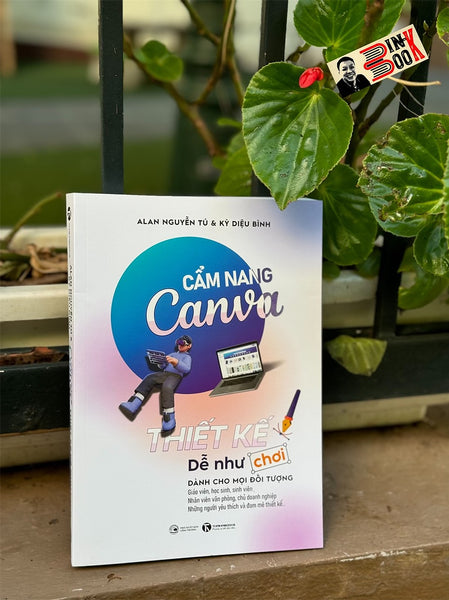 BINK
BOOK
ALAN NGUYỄN TÚ & KỲ DIỆU BÌNH
CẨM NANG
Canva
THIẾT KẾ
Dễ như chơi
DÀNH CHO MỌI ĐỐI TƯỢNG
Giáo viên, học sinh, sinh viên
Nhân viên văn phòng, chủ doanh nghiệp
Những người yêu thích và đam mê thiết kế...